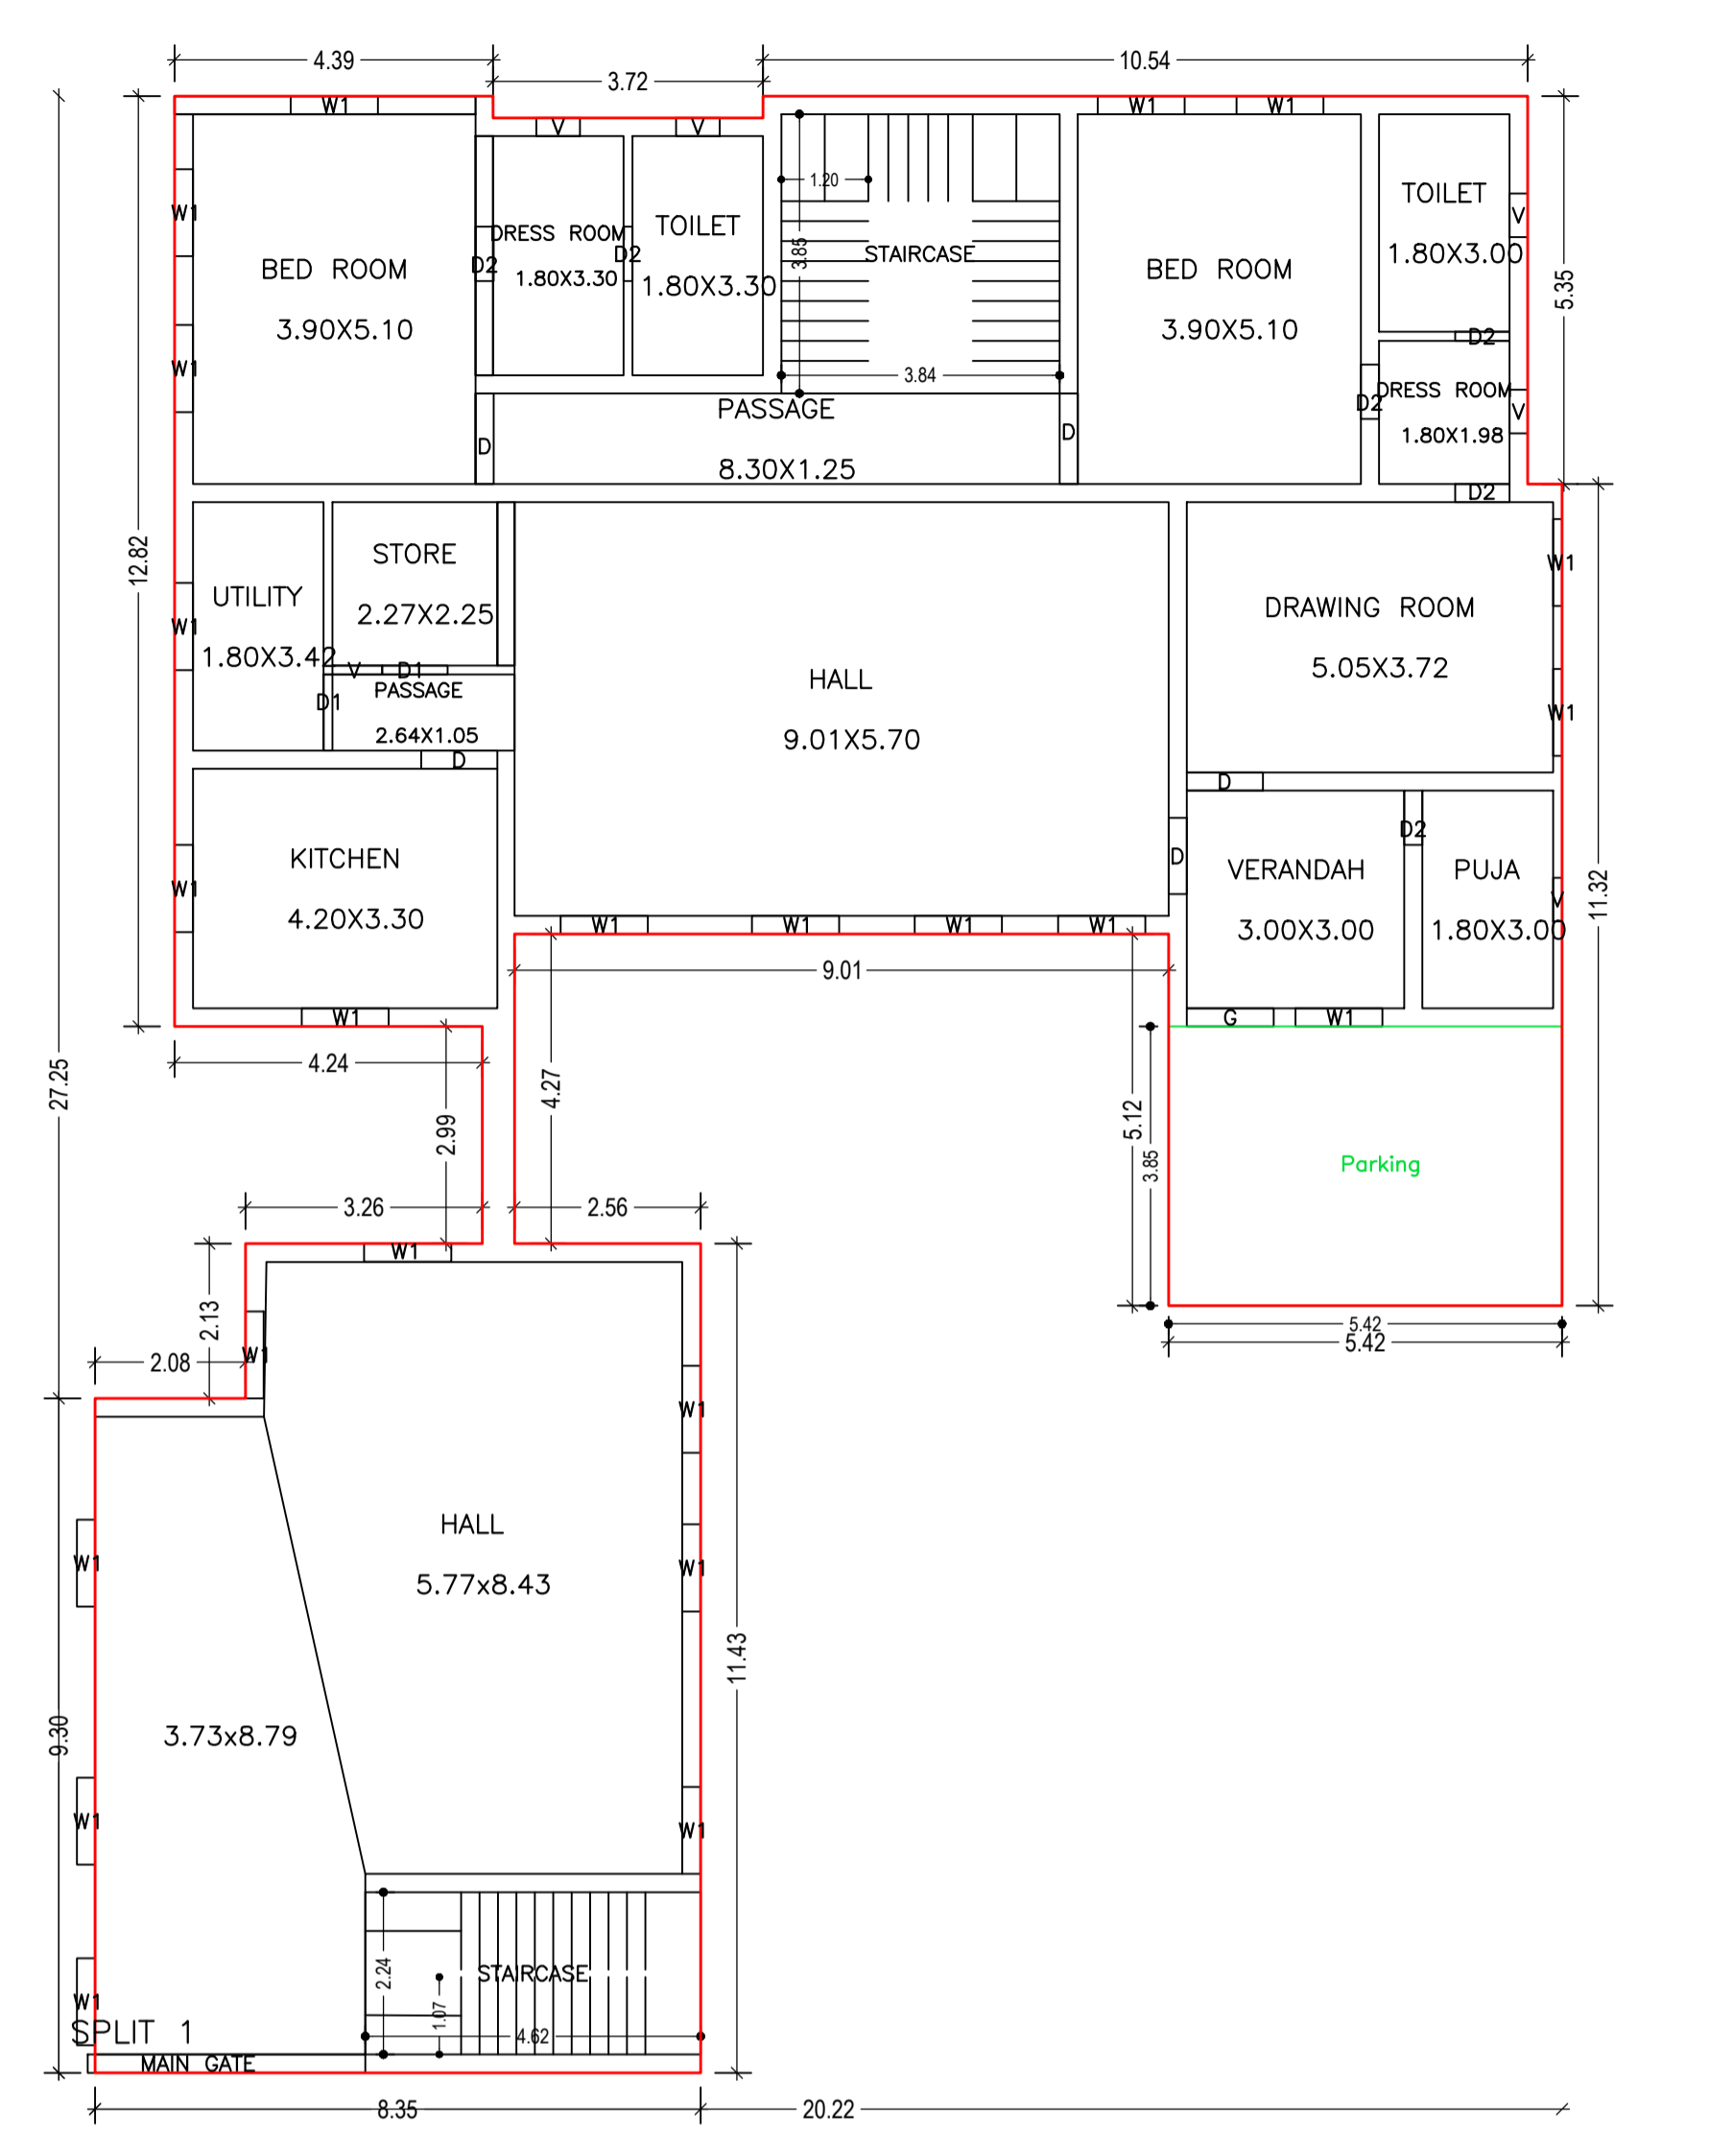 4.39
3.72
10.54
W1
W1
W1
V
V
1.20
TOILET
1.80X3.00
V
W1
BED ROOM
3.90X5.10
D2
DRESS ROOM
1.80X3.30
D2
TOILET
1.80X3.30
3.85
STAIRCASE
BED ROOM
3.90X5.10
5.35
W1
D2
3.84
D2
DRESS ROOM
1.80X1.98
V
D
PASSAGE
8.30X1.25
D
D2
12.82
UTILITY
1.80X3.42
STORE
2.27X2.25
W1
V
D1
D1
PASSAGE
2.64X1.05
D
HALL
9.01X5.70
DRAWING ROOM
5.05X3.72
W1
W1
D
KITCHEN
4.20X3.30
W1
D
VERANDAH
3.00X3.00
D2
PUJA
1.80X3.00
V
11.32
W1
W1
W1
W1
9.01
W1
G
W1
4.24
27.25
2.99
4.27
5.12
3.85
Parking
3.26
2.56
W1
2.13
W1
2.08
5.42
5.42
W1
HALL
5.77x8.43
W1
W1
11.43
3.73x8.79
9.30
W1
W1
2.24
STAIRCASE
1.07
4.62
W1
SPLIT 1
MAIN GATE
8.35
20.22